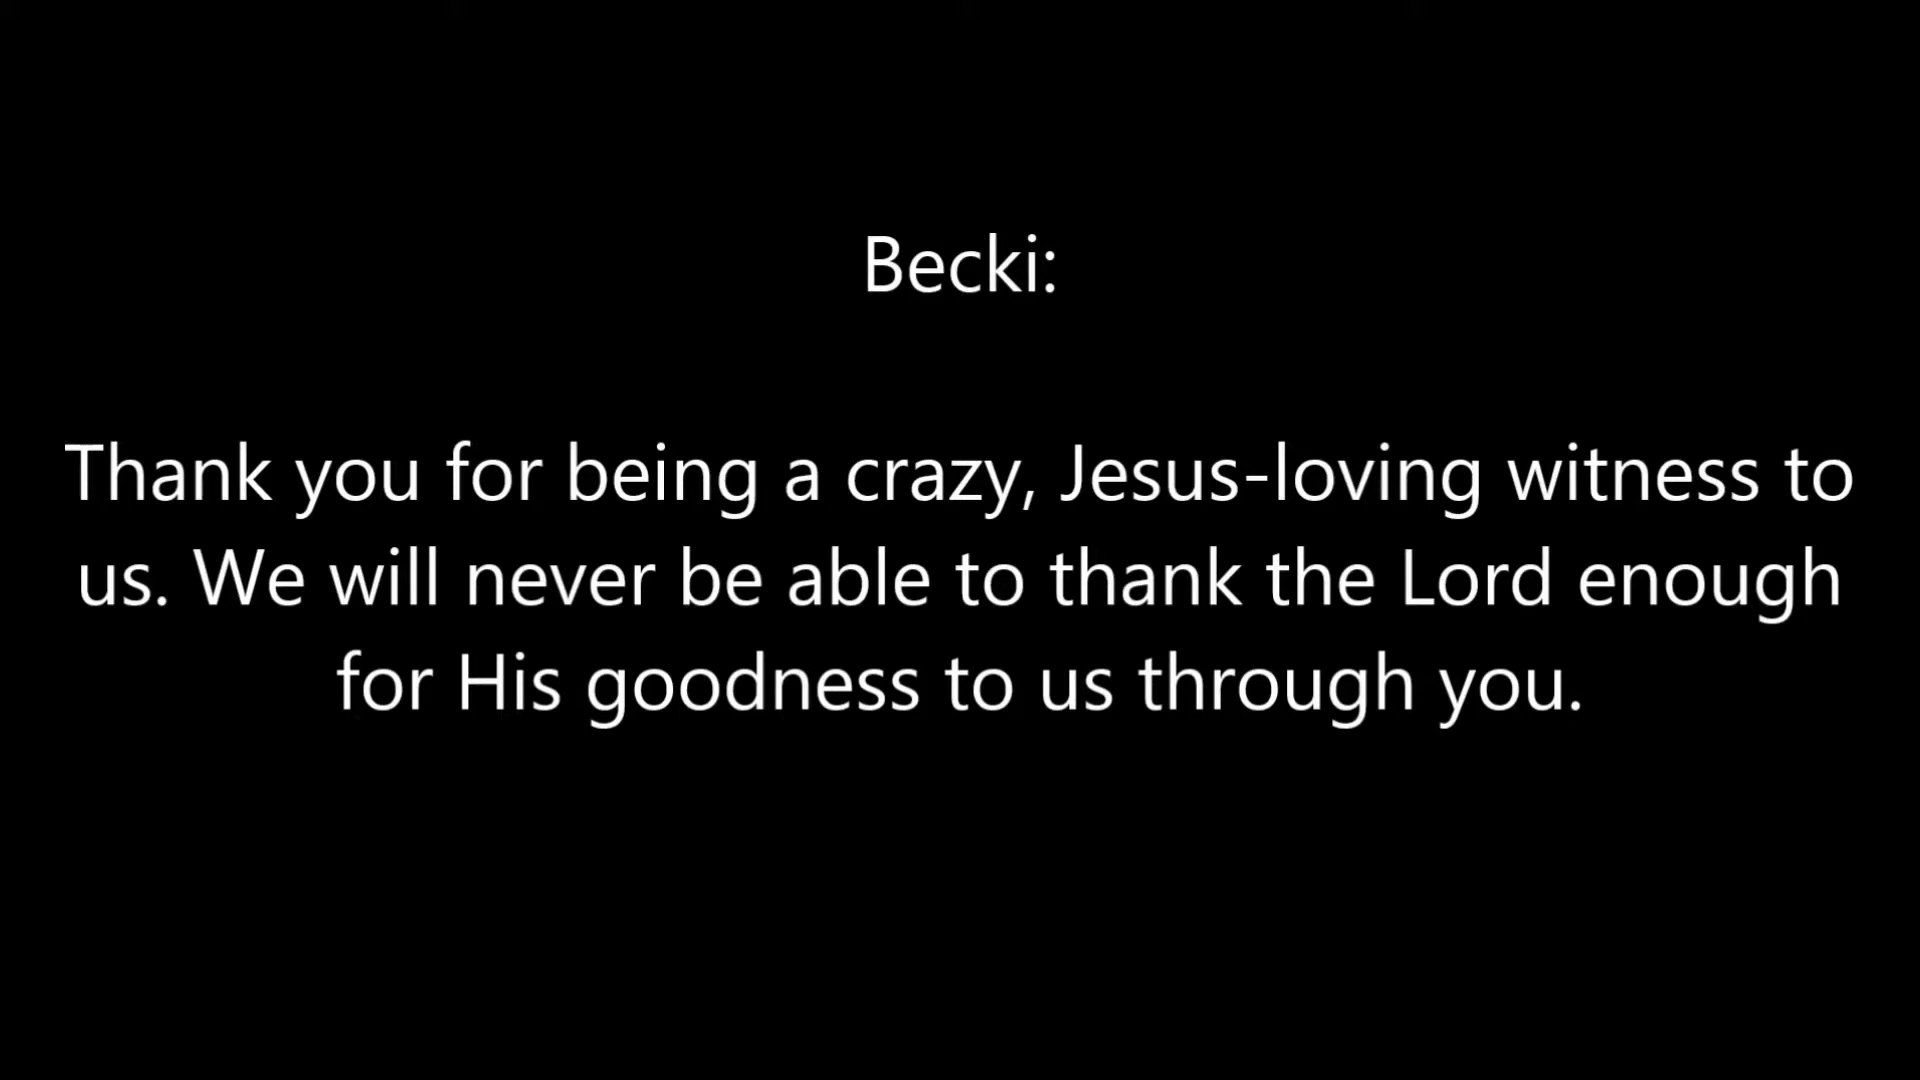 Becki:
Thank you for being a crazy, Jesus-loving witness to
us. We will never be able to thank the Lord enough
for His goodness to us through you.